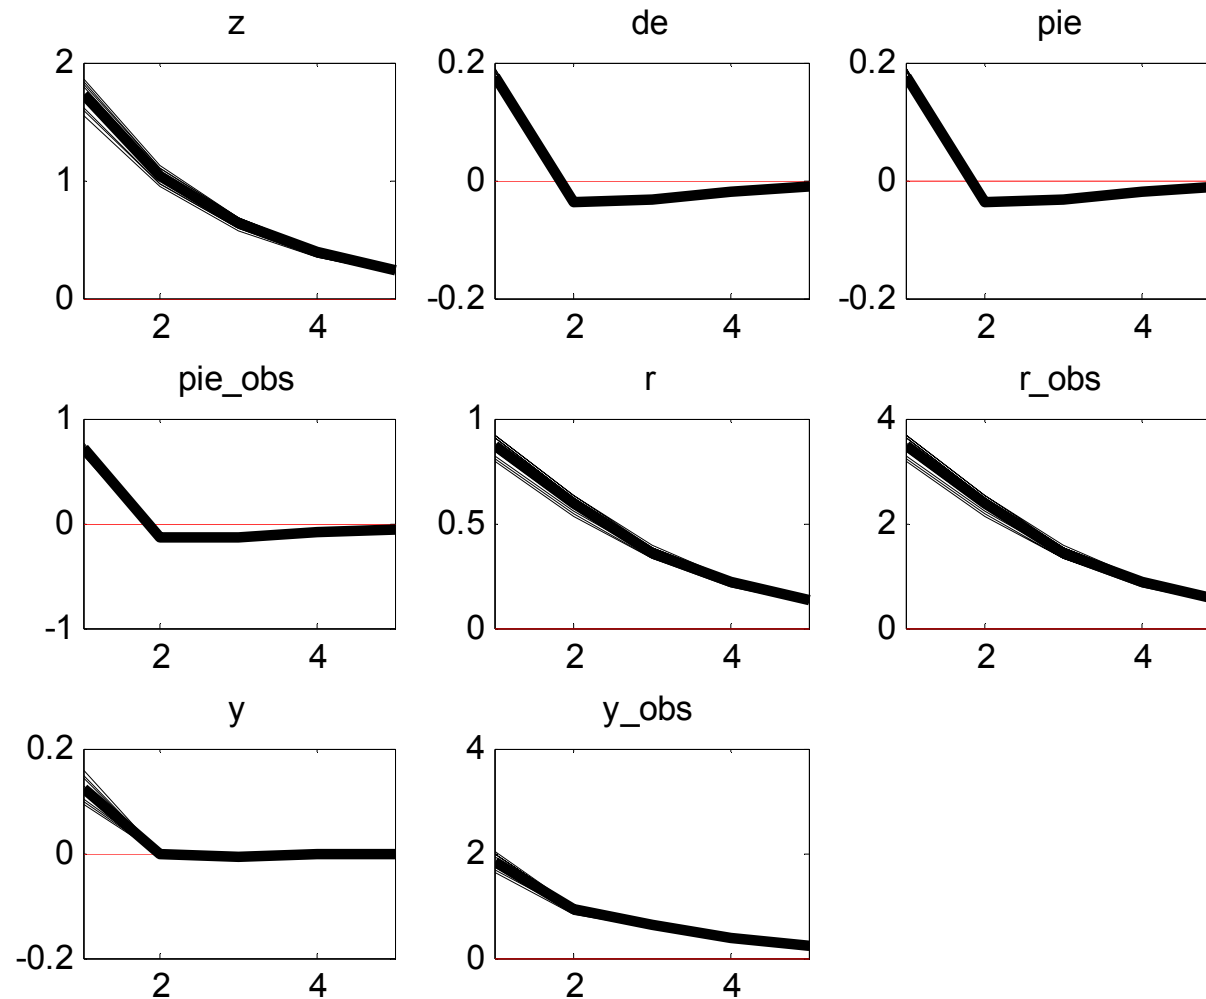 z de pie
2 0.2 0.2
1 0 0
0 -0.2 -0.2
2 4 2 4 2 4
pie_obs r r_obs
1 1 4
0 0.5 2
-1 0 0
2 4 2 4 2 4
y y_obs
0.2 4
0 2
-0.2 0
2 4 2 4